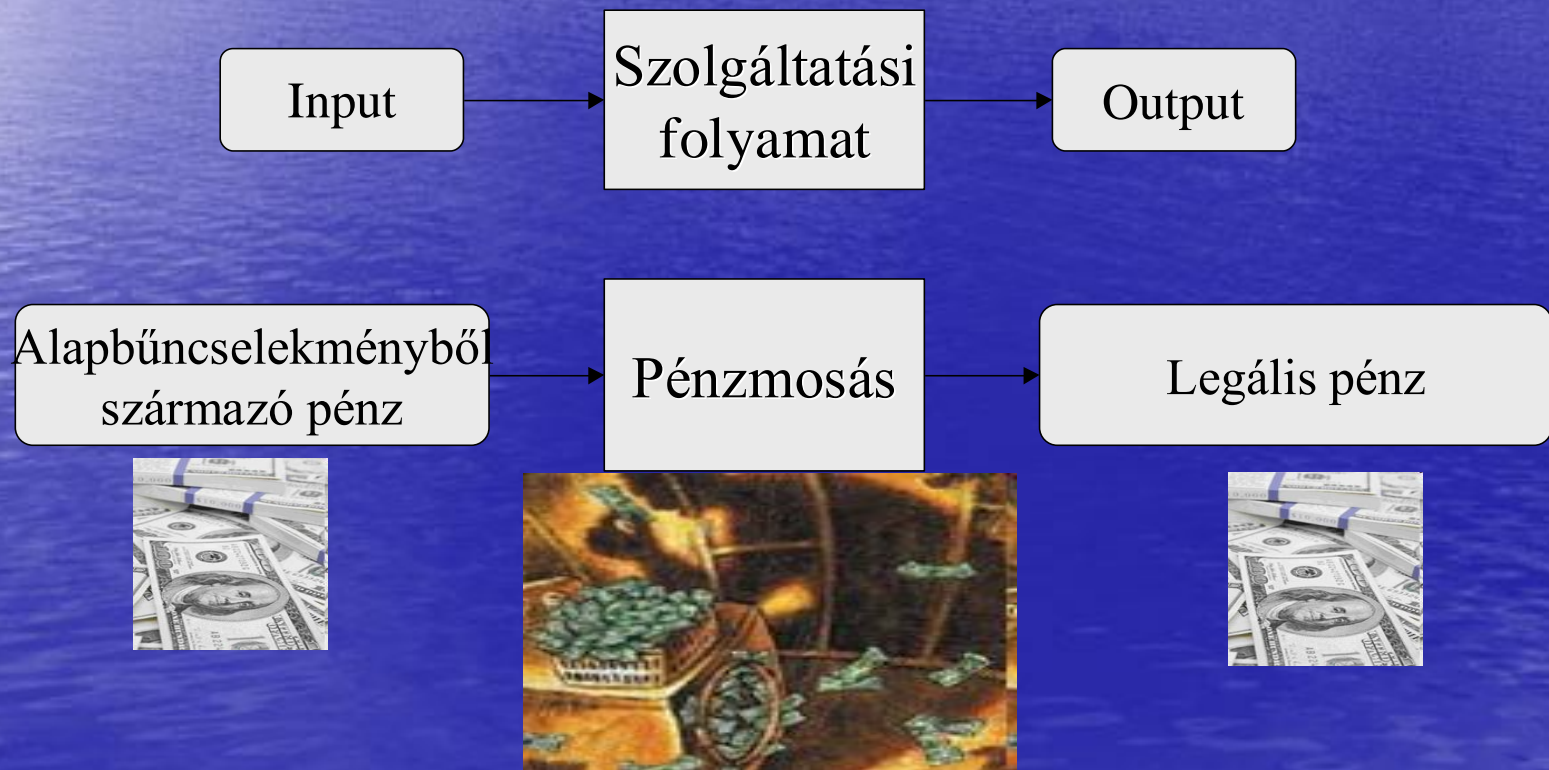 Input
Szolgáltatási
folyamat
Output
Alapbűncselekményből
származó pénz
Pénzmosás
Legális pénz